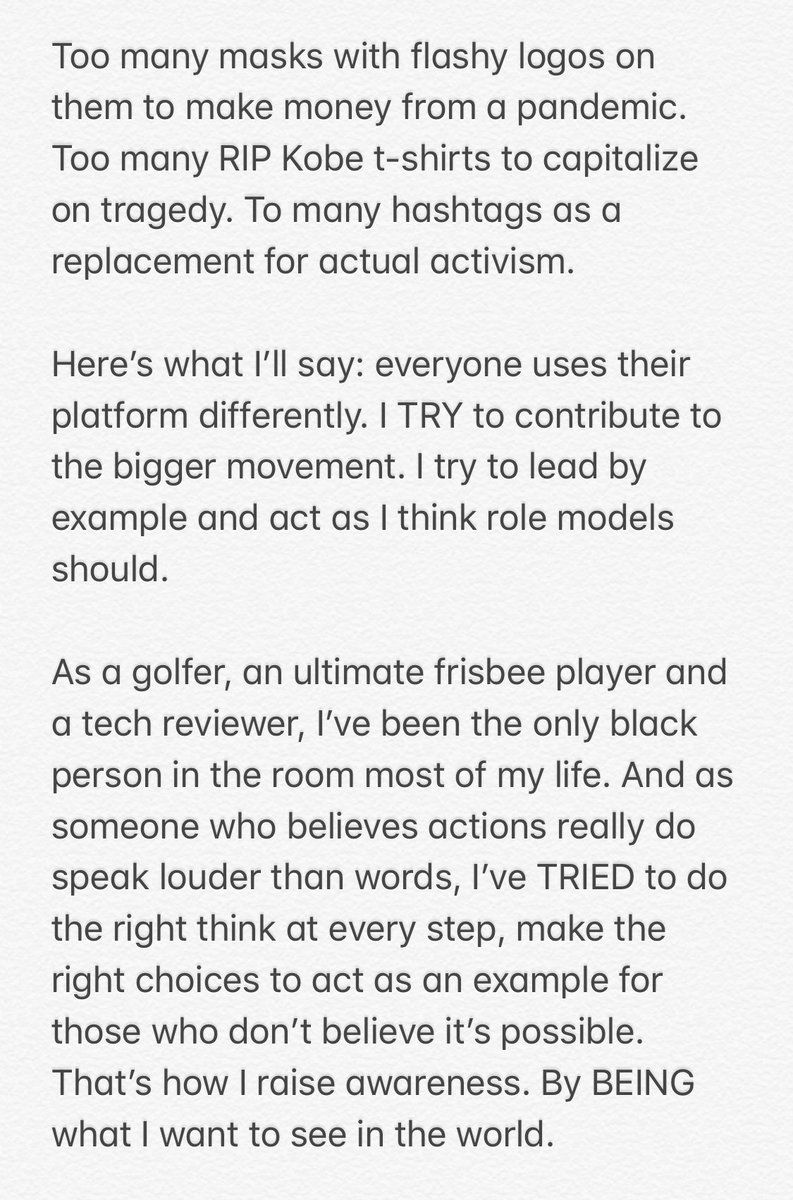 Too many masks with flashy logos on
them to make money from a pandemic.
Too many RIP Kobe t-shirts to capitalize
on tragedy. To many hashtags as a
replacement for actual activism.
Here’s what I’ll say: everyone uses their
platform differently. I TRY to contribute to
the bigger movement. I try to lead by
example and act as I think role models
should.
As a golfer, an ultimate frisbee player and
a tech reviewer, I’ve been the only black
person in the room most of my life. And as
someone who believes actions really do
speak louder than words, I’ve TRIED to do
the right think at every step, make the
right choices to act as an example for
those who don’t believe it’s possible.
That’s how I raise awareness. By BEING
what I want to see in the world.